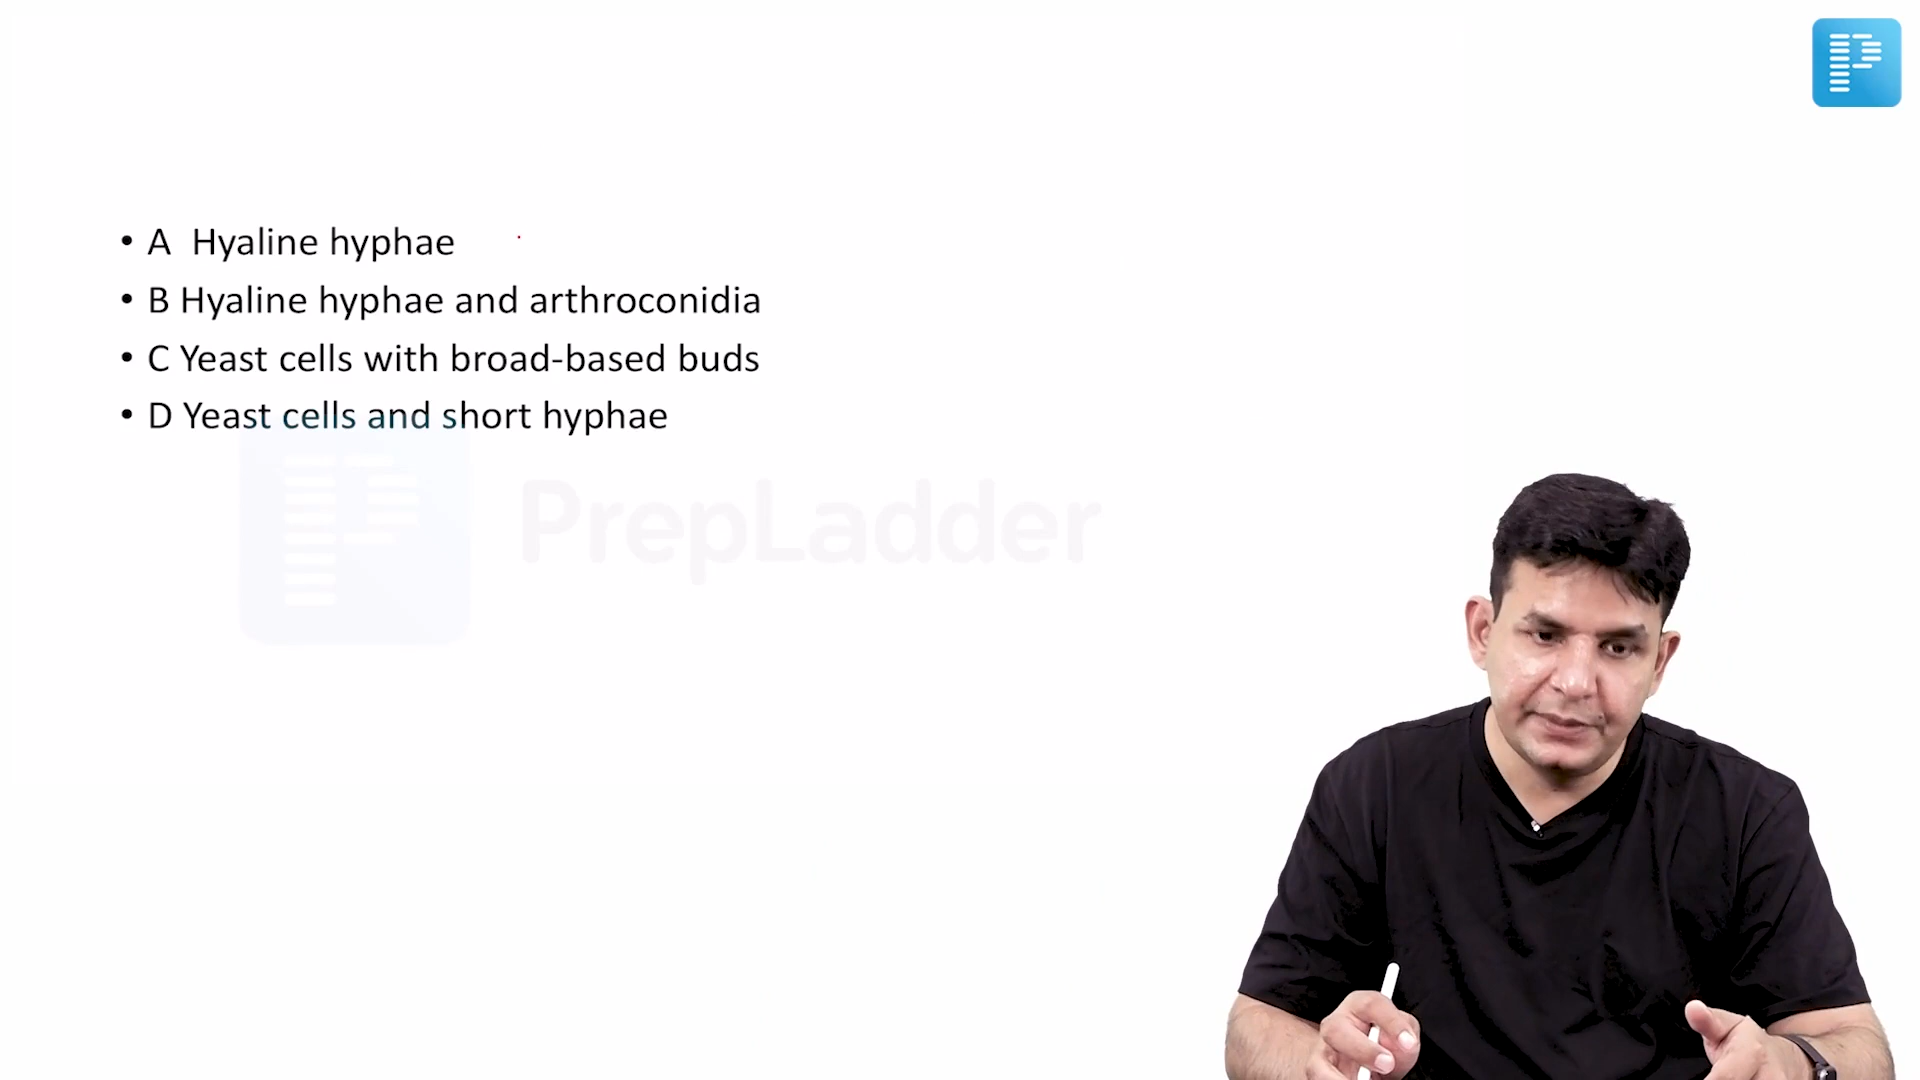 • A  Hyaline hyphae
• B Hyaline hyphae and arthroconidia
• C Yeast cells with broad-based buds
• D Yeast cells and short hyphae
PrepLadder